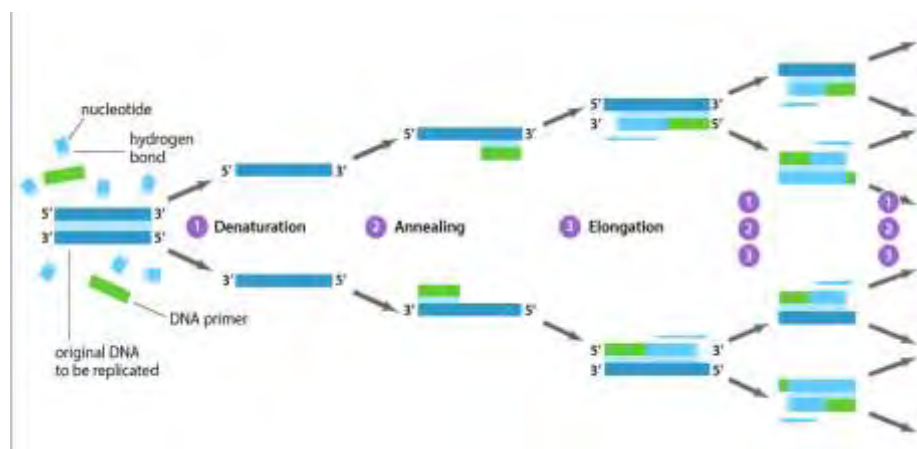 nucleotide
hydrogen
bond
5' 3'
3' 5'
DNA primer
original DNA
to be replicated
5' 3'
1 Denaturation
3' 5'
5' 3'
2 Annealing
3' 5'
5' 3'
3' 5'
3 Elongation
5' 3'
3' 5'
1
2
3
1
2
3